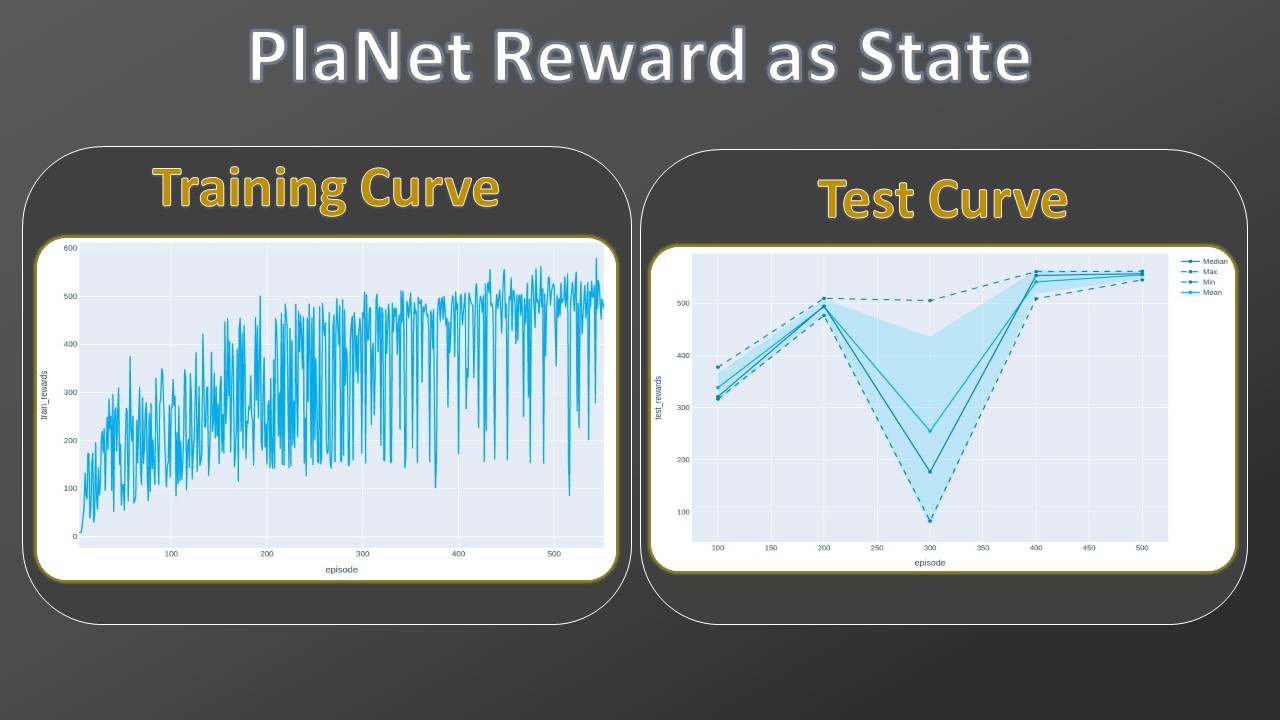 PlaNet Reward as State
Training Curve
600
500
400
300
200
100
0
train_rewards
100 200 300 400 500
episode
Test Curve
500
400
300
200
100
test_rewards
100 150 200 250 300 350 400 450 500
episode
Median
Max
Min
Mean